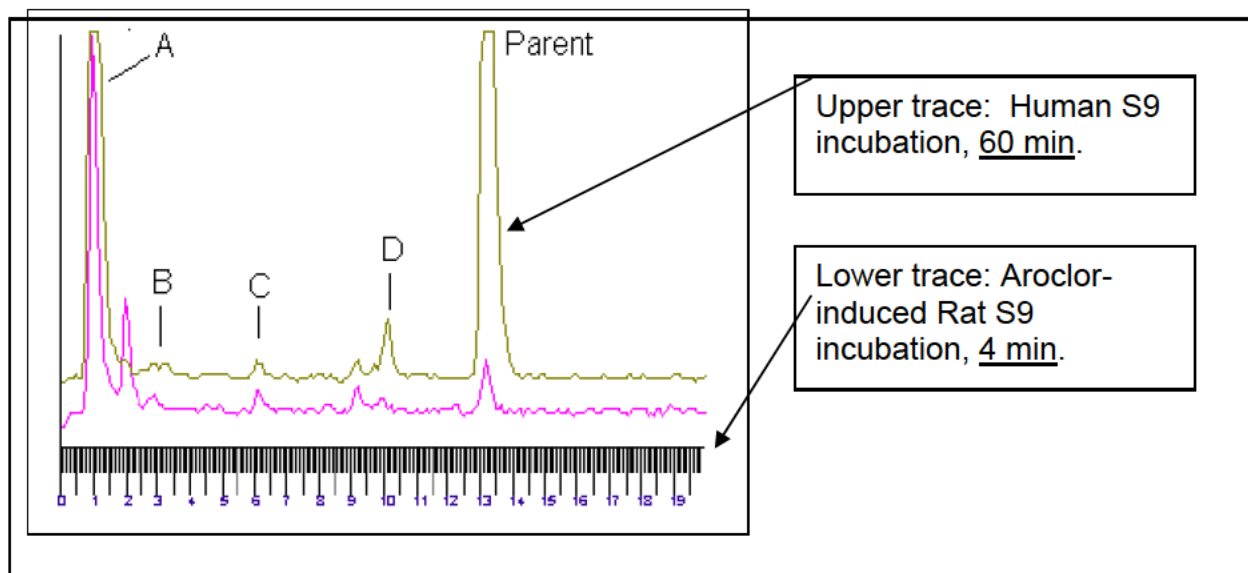 A
Parent
B
C
D
0 1 2 3 4 5 6 7 8 9 10 11 12 13 14 15 16 17 18 19
Upper trace: Human S9
incubation, 60 min.
Lower trace: Aroclor-
induced Rat S9
incubation, 4 min.